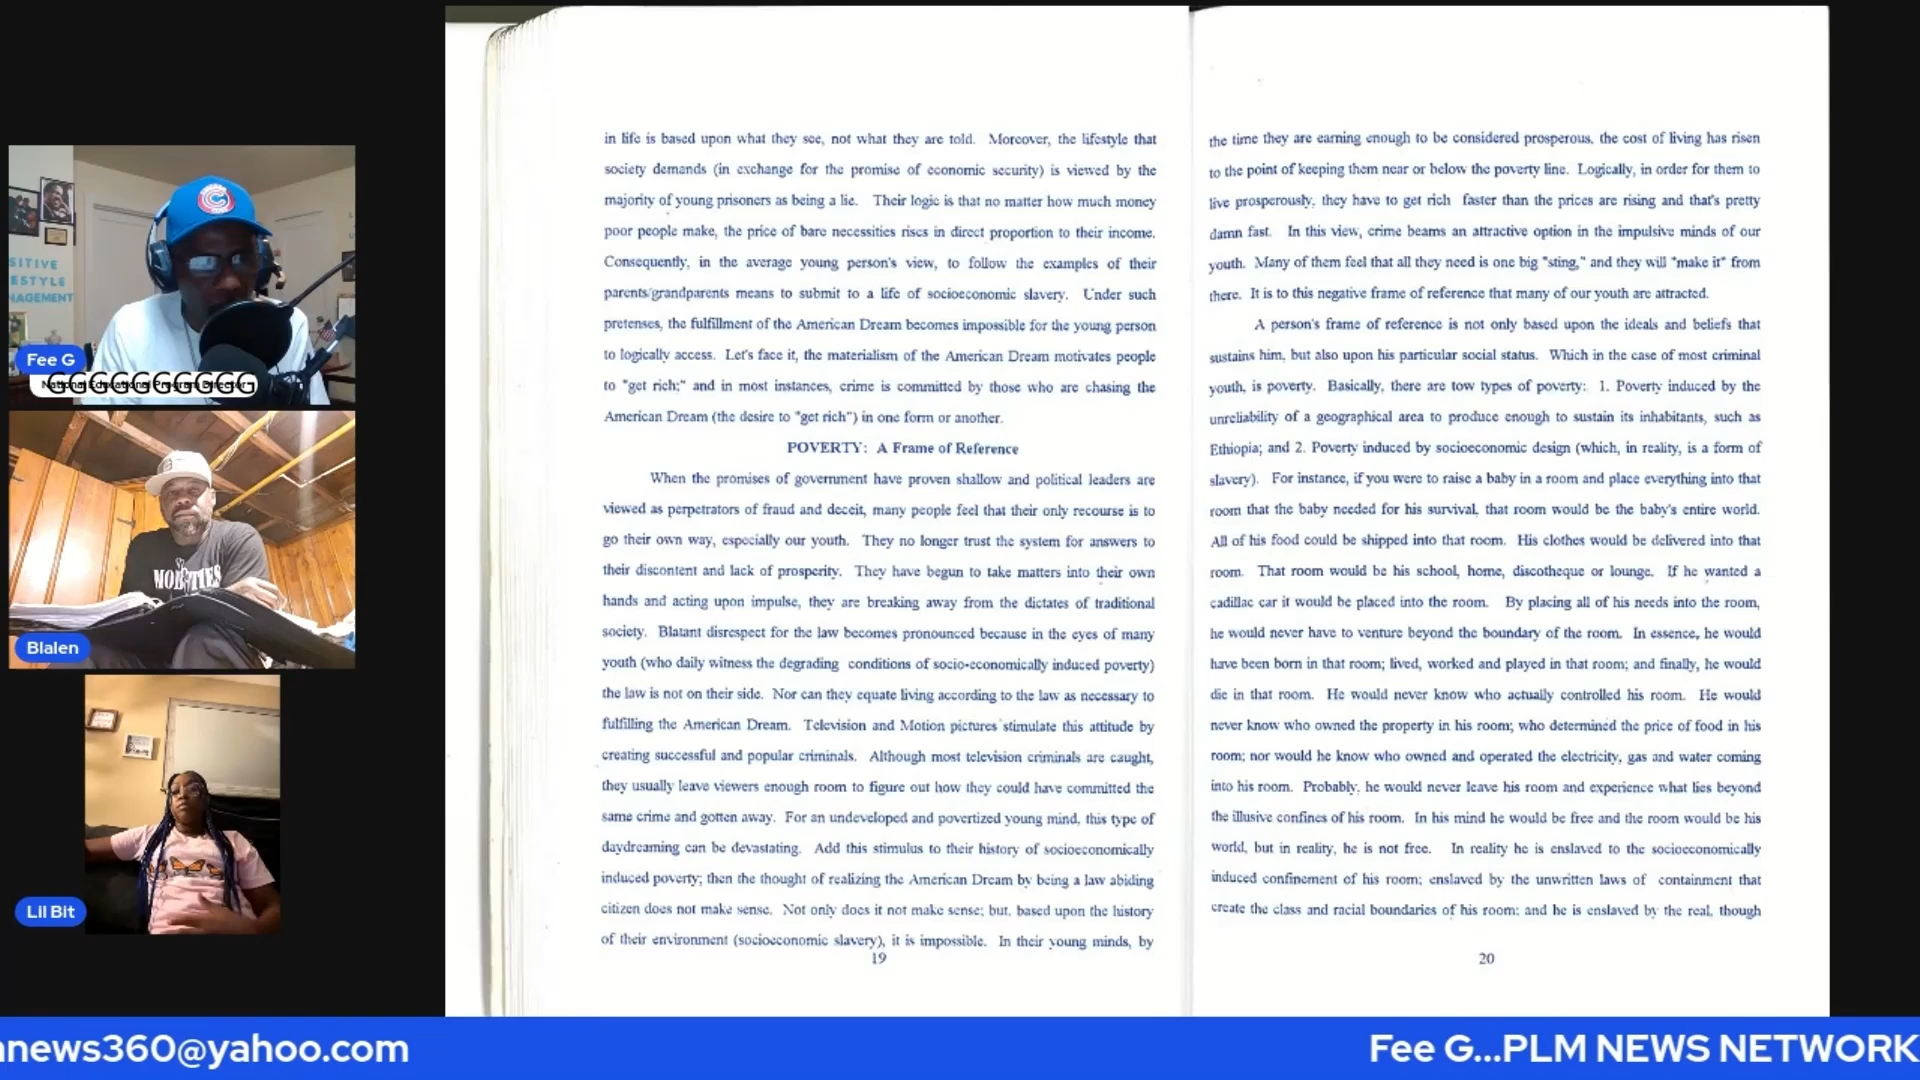 SITIVE
ESTYLE
NAGEMENT
Fee G
National Educational Program Director
GGGGGGGGGG
MOB TIES
Blalen
Lil Bit
in life is based upon what they see, not what they are told. Moreover, the lifestyle that
society demands (in exchange for the promise of economic security) is viewed by the
majority of young prisoners as being a lie. Their logic is that no matter how much money
poor people make, the price of bare necessities rises in direct proportion to their income.
Consequently, in the average young person's view, to follow the examples of their
parents/grandparents means to submit to a life of socioeconomic slavery. Under such
pretenses, the fulfillment of the American Dream becomes impossible for the young person
to logically access. Let's face it, the materialism of the American Dream motivates people
to "get rich;" and in most instances, crime is committed by those who are chasing the
American Dream (the desire to "get rich") in one form or another.
POVERTY: A Frame of Reference
When the promises of government have proven shallow and political leaders are
viewed as perpetrators of fraud and deceit, many people feel that their only recourse is to
go their own way, especially our youth. They no longer trust the system for answers to
their discontent and lack of prosperity. They have begun to take matters into their own
hands and acting upon impulse, they are breaking away from the dictates of traditional
society. Blatant disrespect for the law becomes pronounced because in the eyes of many
youth (who daily witness the degrading conditions of socio-economically induced poverty)
the law is not on their side. Nor can they equate living according to the law as necessary to
fulfilling the American Dream. Television and Motion pictures stimulate this attitude by
creating successful and popular criminals. Although most television criminals are caught,
they usually leave viewers enough room to figure out how they could have committed the
same crime and gotten away. For an undeveloped and povertized young mind, this type of
daydreaming can be devastating. Add this stimulus to their history of socioeconomically
induced poverty; then the thought of realizing the American Dream by being a law abiding
citizen does not make sense. Not only does it not make sense; but, based upon the history
of their environment (socioeconomic slavery), it is impossible. In their young minds, by
19
the time they are earning enough to be considered prosperous, the cost of living has risen
to the point of keeping them near or below the poverty line. Logically, in order for them to
live prosperously, they have to get rich faster than the prices are rising and that's pretty
damn fast. In this view, crime beams an attractive option in the impulsive minds of our
youth. Many of them feel that all they need is one big "sting," and they will "make it" from
there. It is to this negative frame of reference that many of our youth are attracted.
A person's frame of reference is not only based upon the ideals and beliefs that
sustains him, but also upon his particular social status. Which in the case of most criminal
youth, is poverty. Basically, there are tow types of poverty: 1. Poverty induced by the
unreliability of a geographical area to produce enough to sustain its inhabitants, such as
Ethiopia; and 2. Poverty induced by socioeconomic design (which, in reality, is a form of
slavery). For instance, if you were to raise a baby in a room and place everything into that
room that the baby needed for his survival, that room would be the baby's entire world.
All of his food could be shipped into that room. His clothes would be delivered into that
room. That room would be his school, home, discotheque or lounge. If he wanted a
cadillac car it would be placed into the room. By placing all of his needs into the room,
he would never have to venture beyond the boundary of the room. In essence, he would
have been born in that room; lived, worked and played in that room; and finally, he would
die in that room. He would never know who actually controlled his room. He would
never know who owned the property in his room; who determined the price of food in his
room; nor would he know who owned and operated the electricity, gas and water coming
into his room. Probably, he would never leave his room and experience what lies beyond
the illusive confines of his room. In his mind he would be free and the room would be his
world, but in reality, he is not free. In reality he is enslaved to the socioeconomically
induced confinement of his room; enslaved by the unwritten laws of containment that
create the class and racial boundaries of his room; and he is enslaved by the real, though
20
news360@yahoo.com
Fee G...PLM NEWS NETWORK